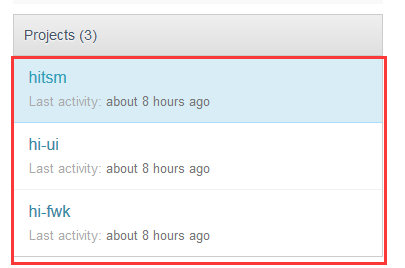 Projects (3)
hitsm
Last activity: about 8 hours ago
hi-ui
Last activity: about 8 hours ago
hi-fwk
Last activity: about 8 hours ago